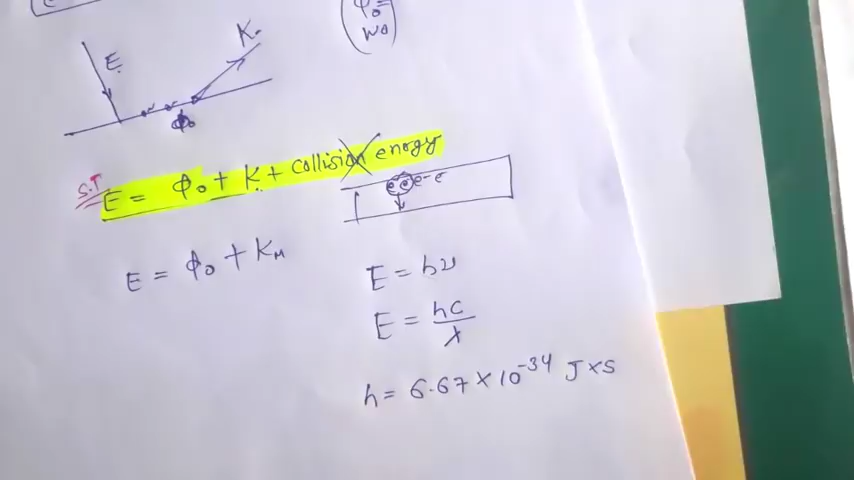 K.
φ₀
W0
E
φ₀
S.T
E = φ₀ + K + collision energy
e e e- e
E = φ₀ + KM
E = hν
E = hc/λ
h = 6.67 × 10⁻³⁴ J×S